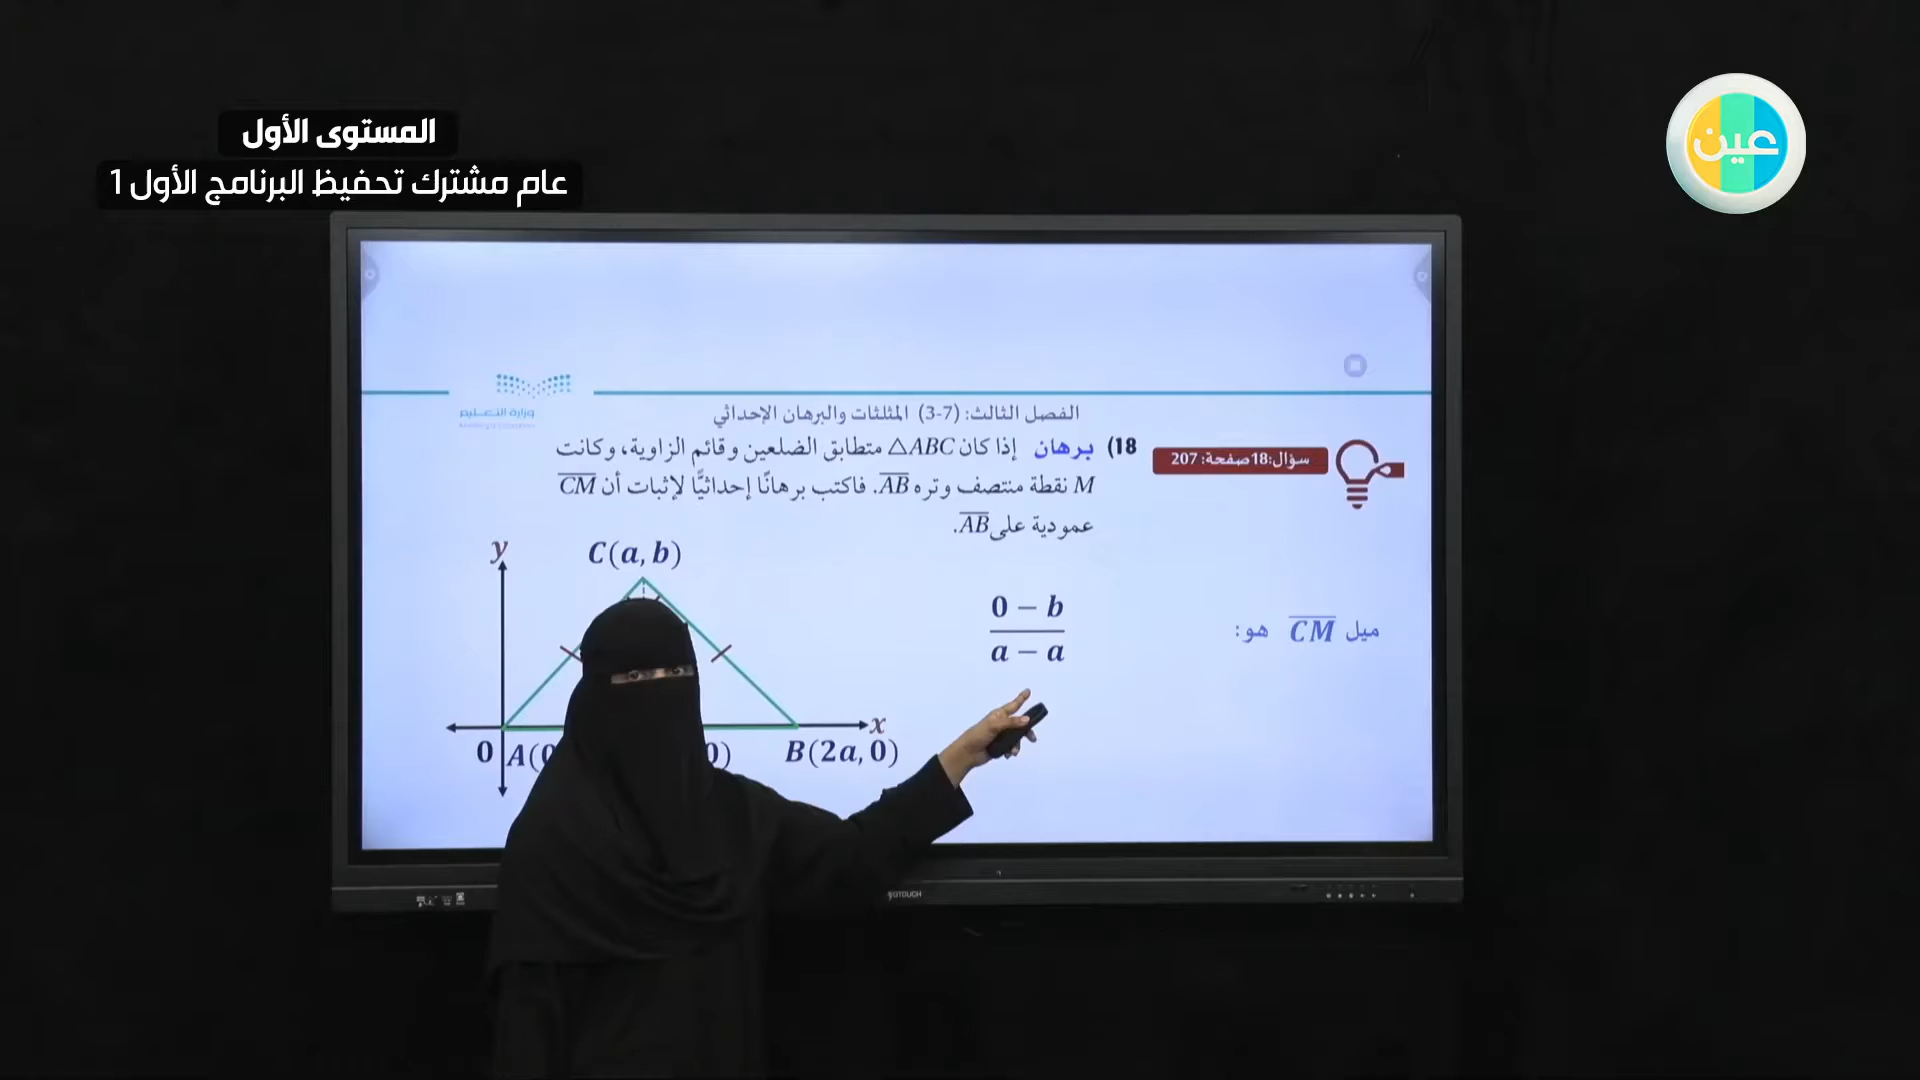 المستوى الأول
عام مشترك تحفيظ البرنامج الأول 1
عين
وزارة التعليم
الفصل الثالث: (7-3) المثلثات والبرهان الإحداثي
سؤال:18صفحة: 207
18) برهان إذا كان ABC△ متطابق الضلعين وقائم الزاوية، وكانت
M نقطة منتصف وتره AB. فاكتب برهانًا إحداثيًّا لإثبات أن CM
عمودية على AB.
y
C(a, b)
ميل CM هو:
0 − b
a − a
x
0 A(0
0)
B(2a, 0)